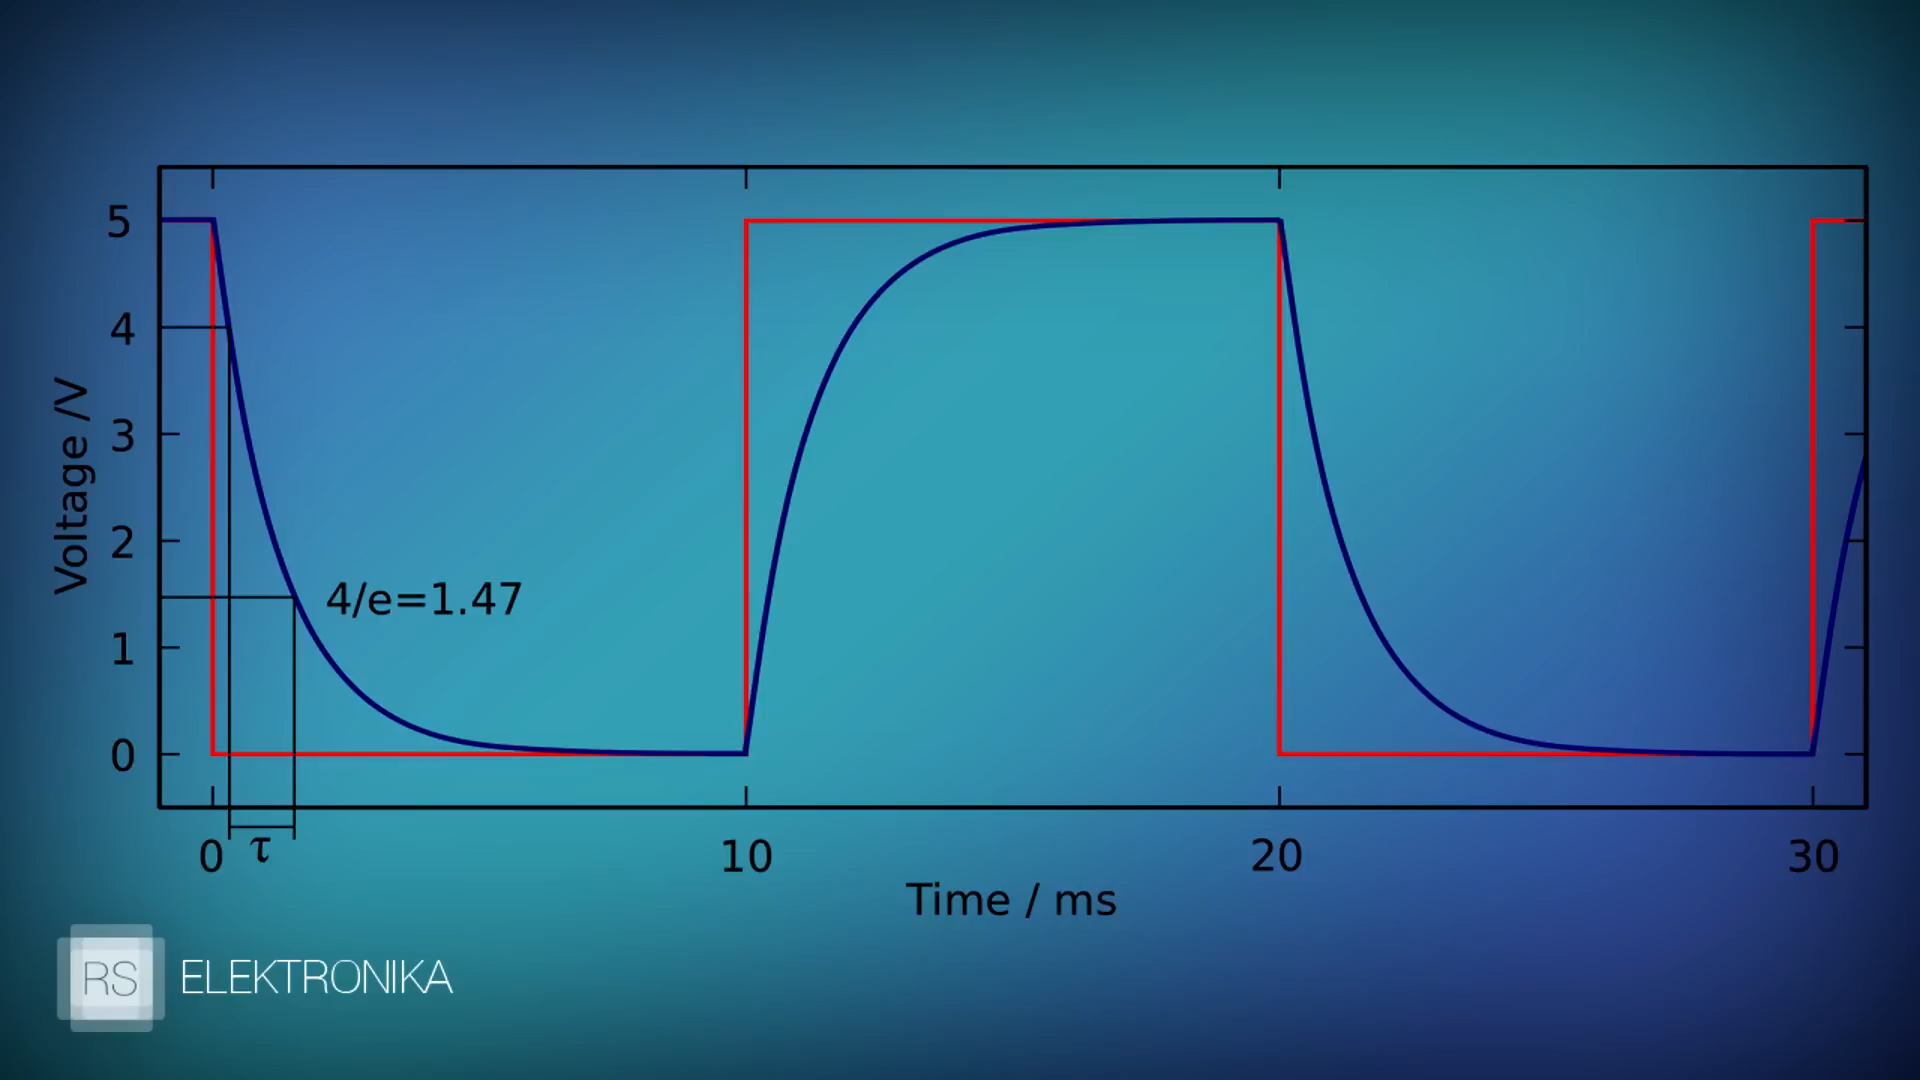 5
4
3
2
1
0
Voltage /V
4/e=1.47
0 τ 10 20 30
Time / ms
RS ELEKTRONIKA